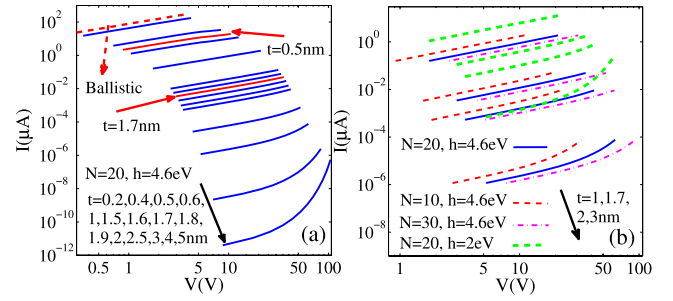 (a)
I(μA)
10^2
10^0
10^-2
10^-4
10^-6
10^-8
10^-10
10^-12
Ballistic
t=0.5nm
t=1.7nm
N=20, h=4.6eV
t=0.2,0.4,0.5,0.6,
1,1.5,1.6,1.7,1.8,
1.9,2,2.5,3,4,5nm
0.5 1 5 10 50 100
V(V)
(b)
I(μA)
10^0
10^-2
10^-4
10^-6
10^-8
N=20, h=4.6eV
N=10, h=4.6eV
N=30, h=4.6eV
N=20, h=2eV
t=1,1.7,
2,3nm
1 5 10 50 100
V(V)